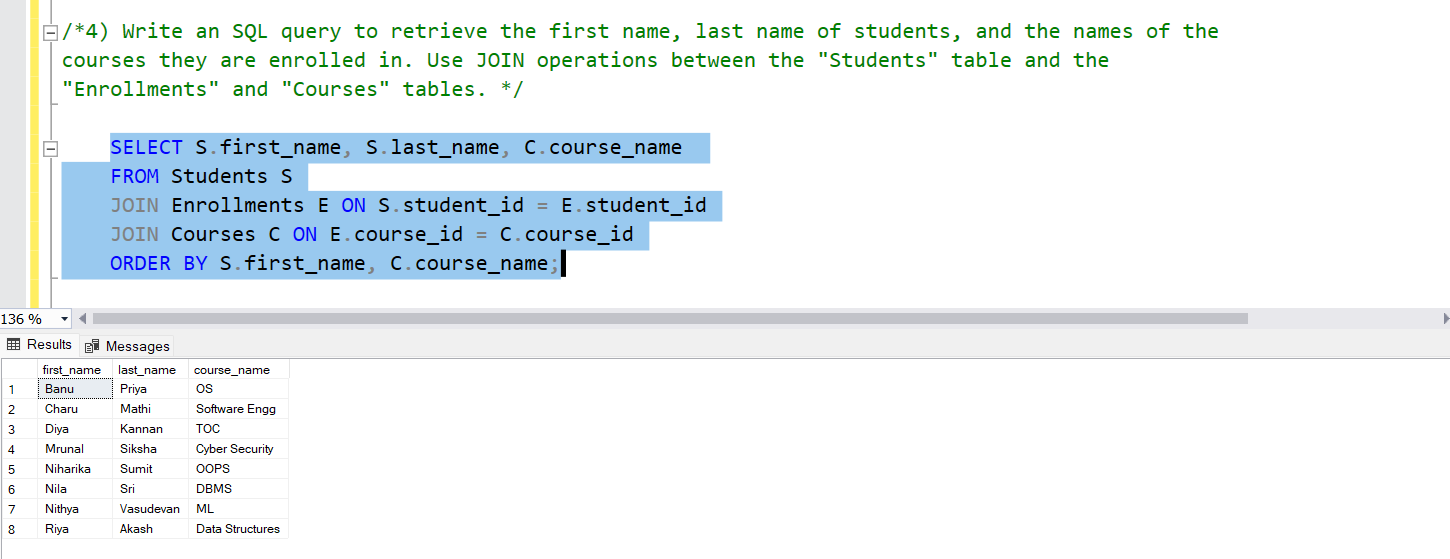 /*4) Write an SQL query to retrieve the first name, last name of students, and the names of the
courses they are enrolled in. Use JOIN operations between the "Students" table and the
"Enrollments" and "Courses" tables. */
SELECT S.first_name, S.last_name, C.course_name
FROM Students S
JOIN Enrollments E ON S.student_id = E.student_id
JOIN Courses C ON E.course_id = C.course_id
ORDER BY S.first_name, C.course_name;
136 %
Results Messages
first_name last_name course_name
1 Banu Priya OS
2 Charu Mathi Software Engg
3 Diya Kannan TOC
4 Mrunal Siksha Cyber Security
5 Niharika Sumit OOPS
6 Nila Sri DBMS
7 Nithya Vasudevan ML
8 Riya Akash Data Structures